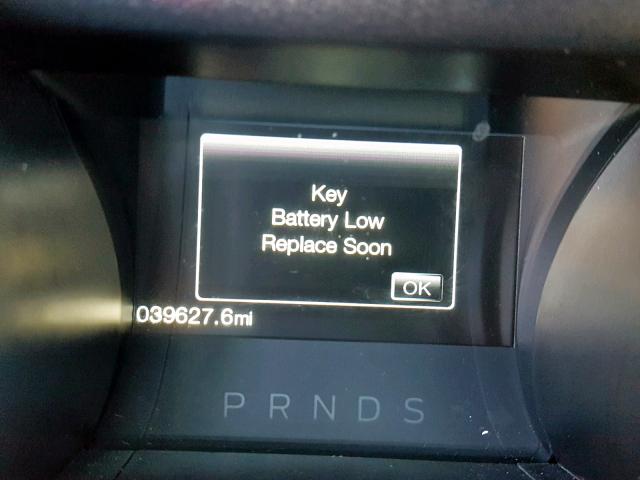 Key
Battery Low
Replace Soon
OK
039627.6mi
P R N D S